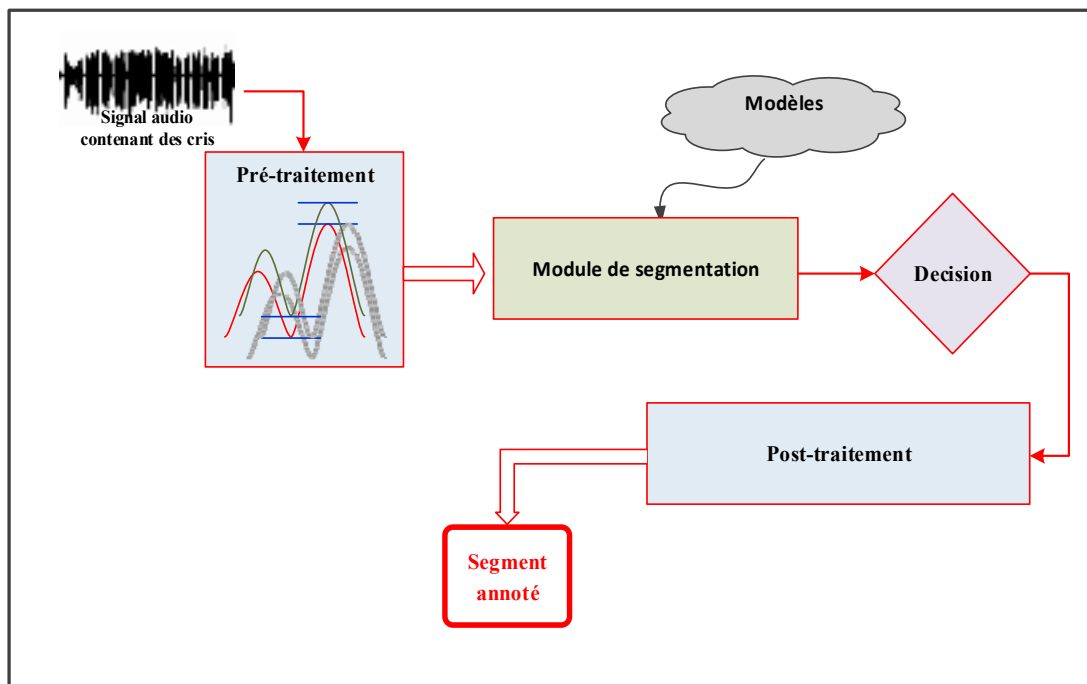 Signal audio
contenant des cris
Pré-traitement
Modèles
Module de segmentation
Decision
Post-traitement
Segment
annoté